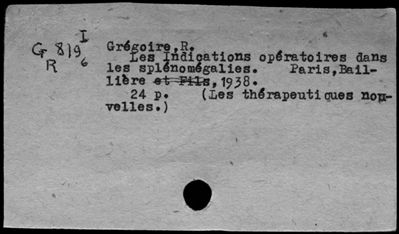 I
G 819
R 6
Grégoire,R.
Les Indications opératoires dans
les splénomégalies. Paris,Bail-
lière et Fils, 1938.
24 p. (Les thérapeutiques nou-
velles.)